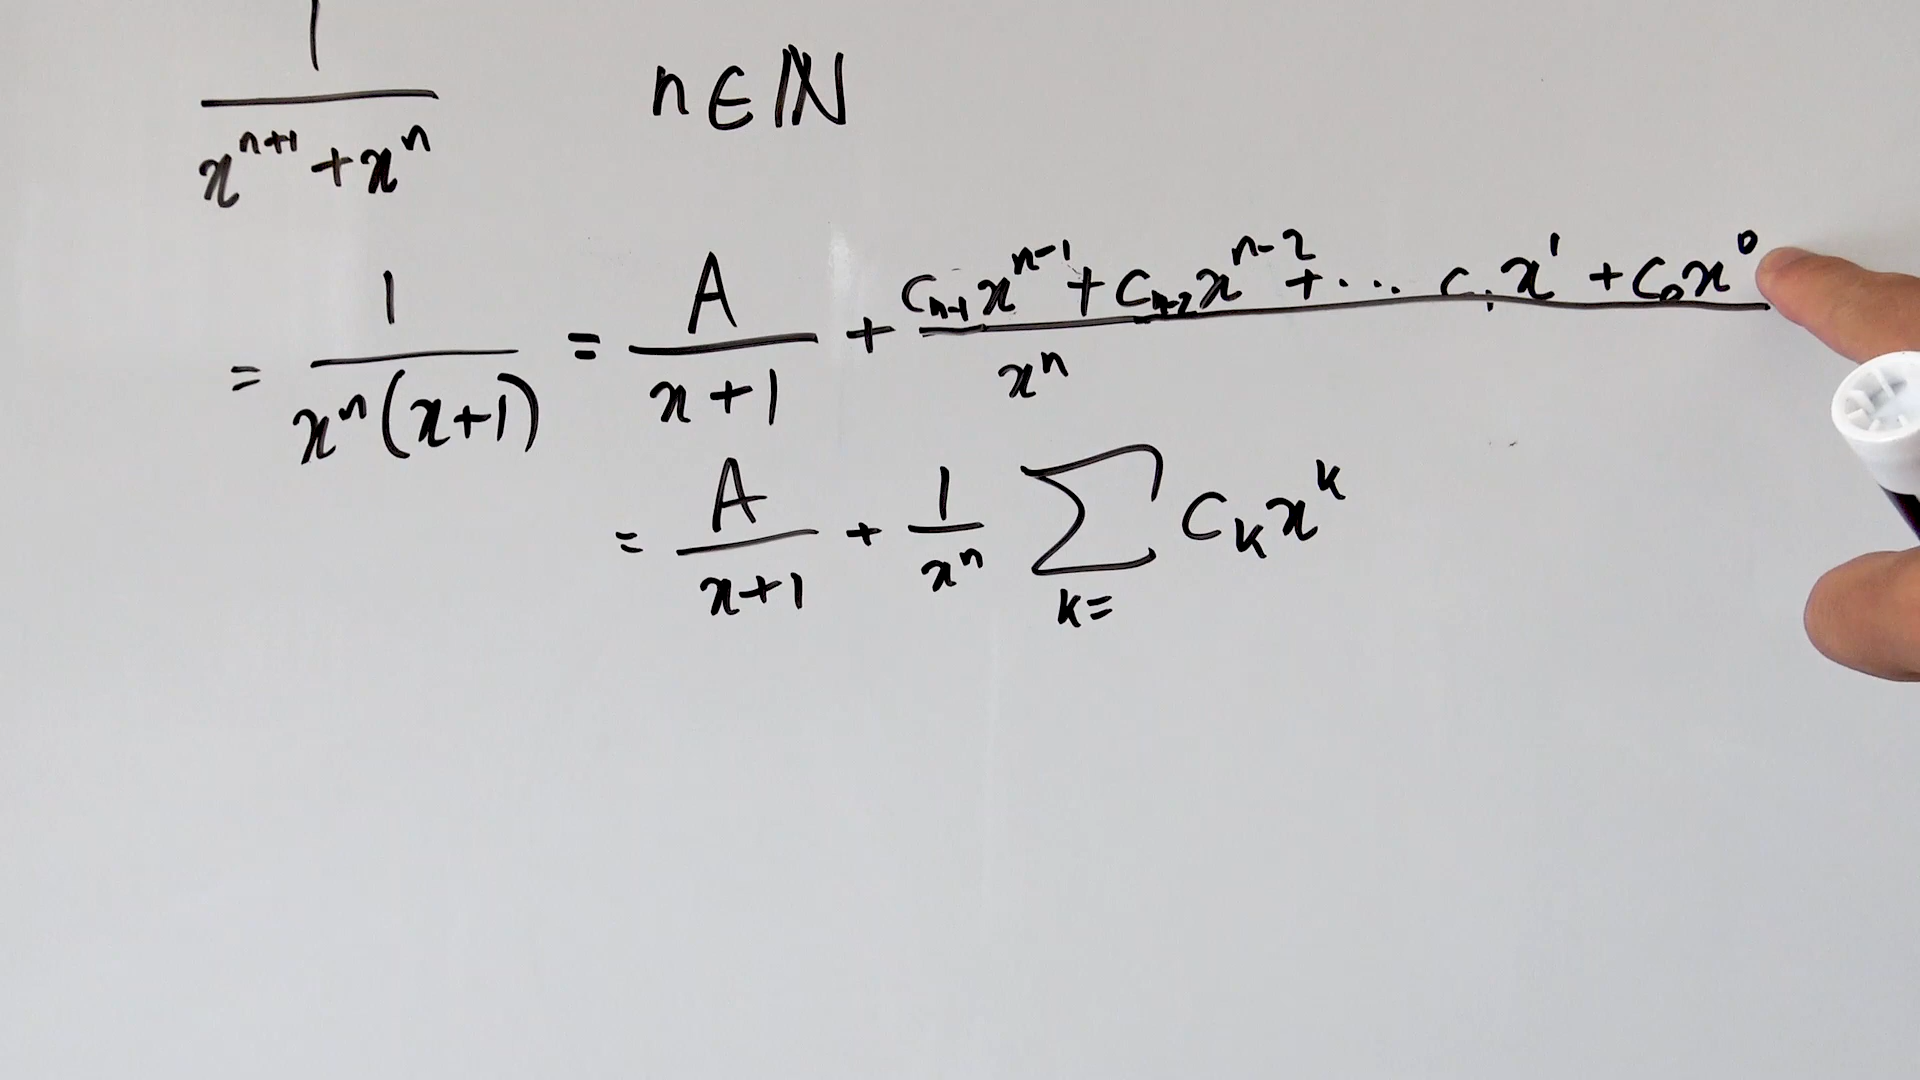 1/(x^{n+1} + x^n)   n ∈ ℕ
= 1/(x^n(x+1)) = A/(x+1) + (C_{n-1}x^{n-1} + C_{n-2}x^{n-2} + ... C_1x^1 + C_0x^0)/x^n
= A/(x+1) + 1/x^n ∑_{k=} C_k x^k